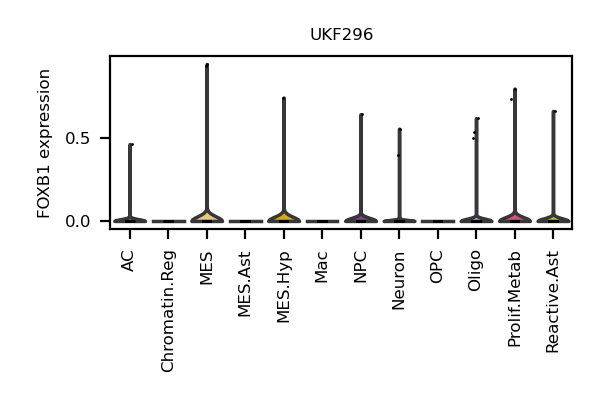 UKF296
FOXB1 expression
0.5
0.0
AC
Chromatin.Reg
MES
MES.Ast
MES.Hyp
Mac
NPC
Neuron
OPC
Oligo
Prolif.Metab
Reactive.Ast